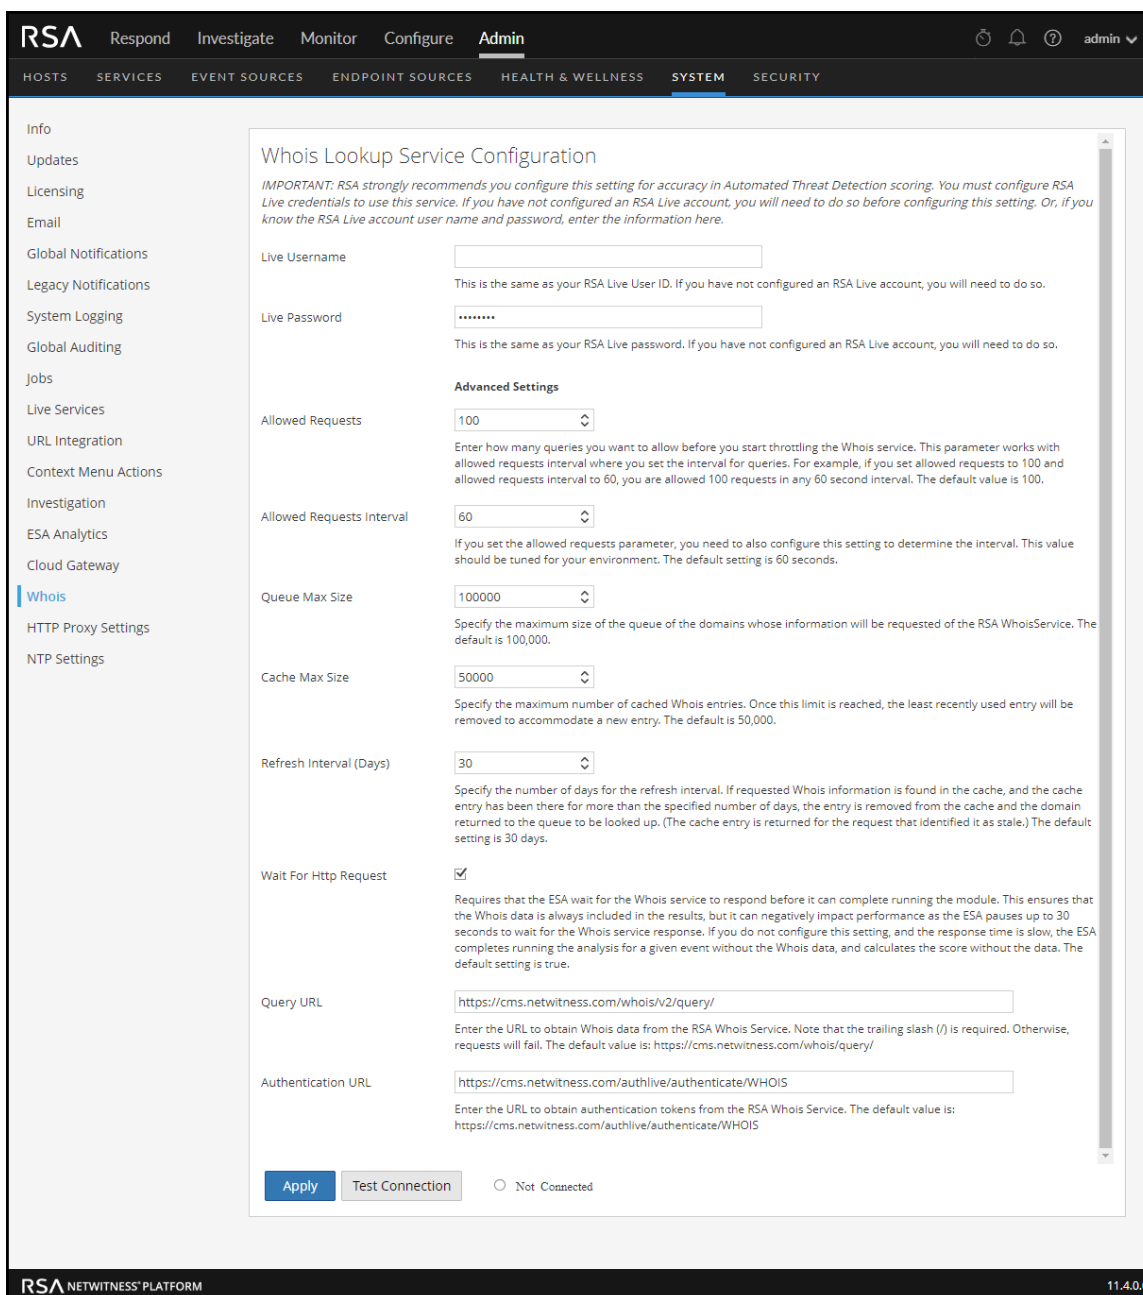 RSA Respond Investigate Monitor Configure Admin admin
HOSTS SERVICES EVENT SOURCES ENDPOINT SOURCES HEALTH & WELLNESS SYSTEM SECURITY
Info
Updates
Licensing
Email
Global Notifications
Legacy Notifications
System Logging
Global Auditing
Jobs
Live Services
URL Integration
Context Menu Actions
Investigation
ESA Analytics
Cloud Gateway
Whois
HTTP Proxy Settings
NTP Settings
Whois Lookup Service Configuration
IMPORTANT: RSA strongly recommends you configure this setting for accuracy in Automated Threat Detection scoring. You must configure RSA
Live credentials to use this service. If you have not configured an RSA Live account, you will need to do so before configuring this setting. Or, if you
know the RSA Live account user name and password, enter the information here.
Live Username
This is the same as your RSA Live User ID. If you have not configured an RSA Live account, you will need to do so.
Live Password ••••••••
This is the same as your RSA Live password. If you have not configured an RSA Live account, you will need to do so.
Advanced Settings
Allowed Requests 100
Enter how many queries you want to allow before you start throttling the Whois service. This parameter works with
allowed requests interval where you set the interval for queries. For example, if you set allowed requests to 100 and
allowed requests interval to 60, you are allowed 100 requests in any 60 second interval. The default value is 100.
Allowed Requests Interval 60
If you set the allowed requests parameter, you need to also configure this setting to determine the interval. This value
should be tuned for your environment. The default setting is 60 seconds.
Queue Max Size 100000
Specify the maximum size of the queue of the domains whose information will be requested of the RSA WhoisService. The
default is 100,000.
Cache Max Size 50000
Specify the maximum number of cached Whois entries. Once this limit is reached, the least recently used entry will be
removed to accommodate a new entry. The default is 50,000.
Refresh Interval (Days) 30
Specify the number of days for the refresh interval. If requested Whois information is found in the cache, and the cache
entry has been there for more than the specified number of days, the entry is removed from the cache and the domain
returned to the queue to be looked up. (The cache entry is returned for the request that identified it as stale.) The default
setting is 30 days.
Wait For Http Request
Requires that the ESA wait for the Whois service to respond before it can complete running the module. This ensures that
the Whois data is always included in the results, but it can negatively impact performance as the ESA pauses up to 30
seconds to wait for the Whois service response. If you do not configure this setting, and the response time is slow, the ESA
completes running the analysis for a given event without the Whois data, and calculates the score without the data. The
default setting is true.
Query URL https://cms.netwitness.com/whois/v2/query/
Enter the URL to obtain Whois data from the RSA Whois Service. Note that the trailing slash (/) is required. Otherwise,
requests will fail. The default value is: https://cms.netwitness.com/whois/query/
Authentication URL https://cms.netwitness.com/authlive/authenticate/WHOIS
Enter the URL to obtain authentication tokens from the RSA Whois Service. The default value is:
https://cms.netwitness.com/authlive/authenticate/WHOIS
Apply Test Connection Not Connected
RSA NETWITNESS® PLATFORM 11.4.0.